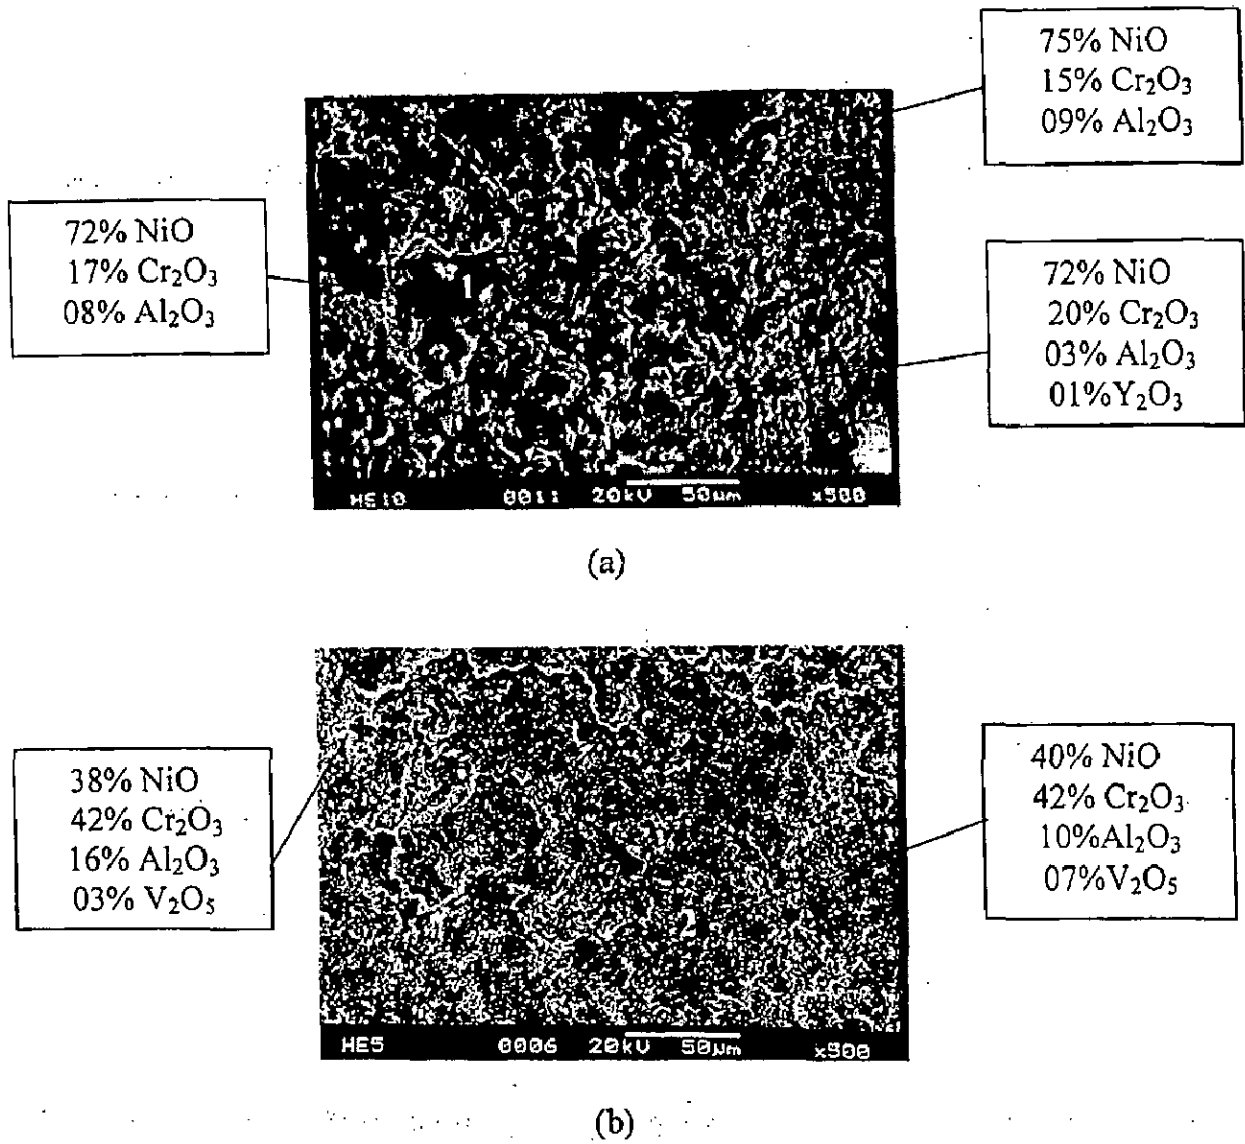 75% NiO
15% Cr₂O₃
09% Al₂O₃
72% NiO
17% Cr₂O₃
08% Al₂O₃
72% NiO
20% Cr₂O₃
03% Al₂O₃
01%Y₂O₃
1
3
HE10 0011 20kV 50µm x500
(a)
38% NiO
42% Cr₂O₃
16% Al₂O₃
03% V₂O₅
40% NiO
42% Cr₂O₃
10%Al₂O₃
07%V₂O₅
1
2
HE5 0006 20kV 50µm x500
(b)